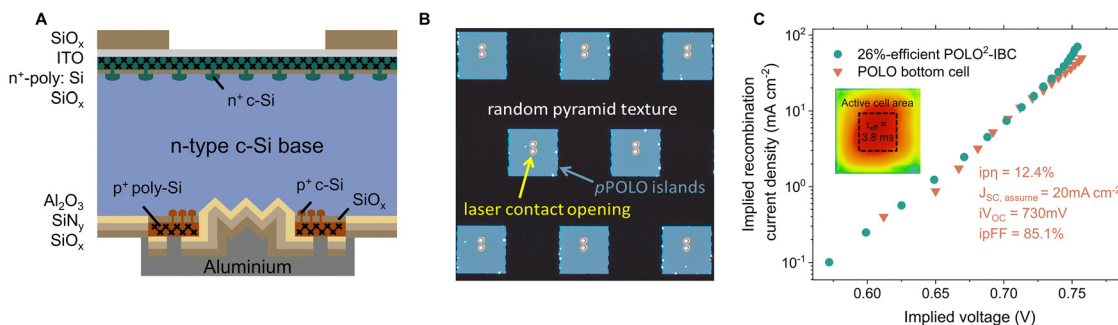 A
SiOx
ITO
n+-poly: Si
SiOx
n+ c-Si
n-type c-Si base
p+ poly-Si
p+ c-Si
SiOx
Al2O3
SiNy
SiOx
Aluminium
B
random pyramid texture
pPOLO islands
laser contact opening
C
26%-efficient POLO²-IBC
POLO bottom cell
Active cell area
τeff =
3.8 ms
ipη = 12.4%
JSC, assume = 20mA cm-2
iVOC = 730mV
ipFF = 85.1%
Implied recombination
current density (mA cm-2)
10²
10¹
10⁰
10-1
0.60
0.65
0.70
0.75
Implied voltage (V)